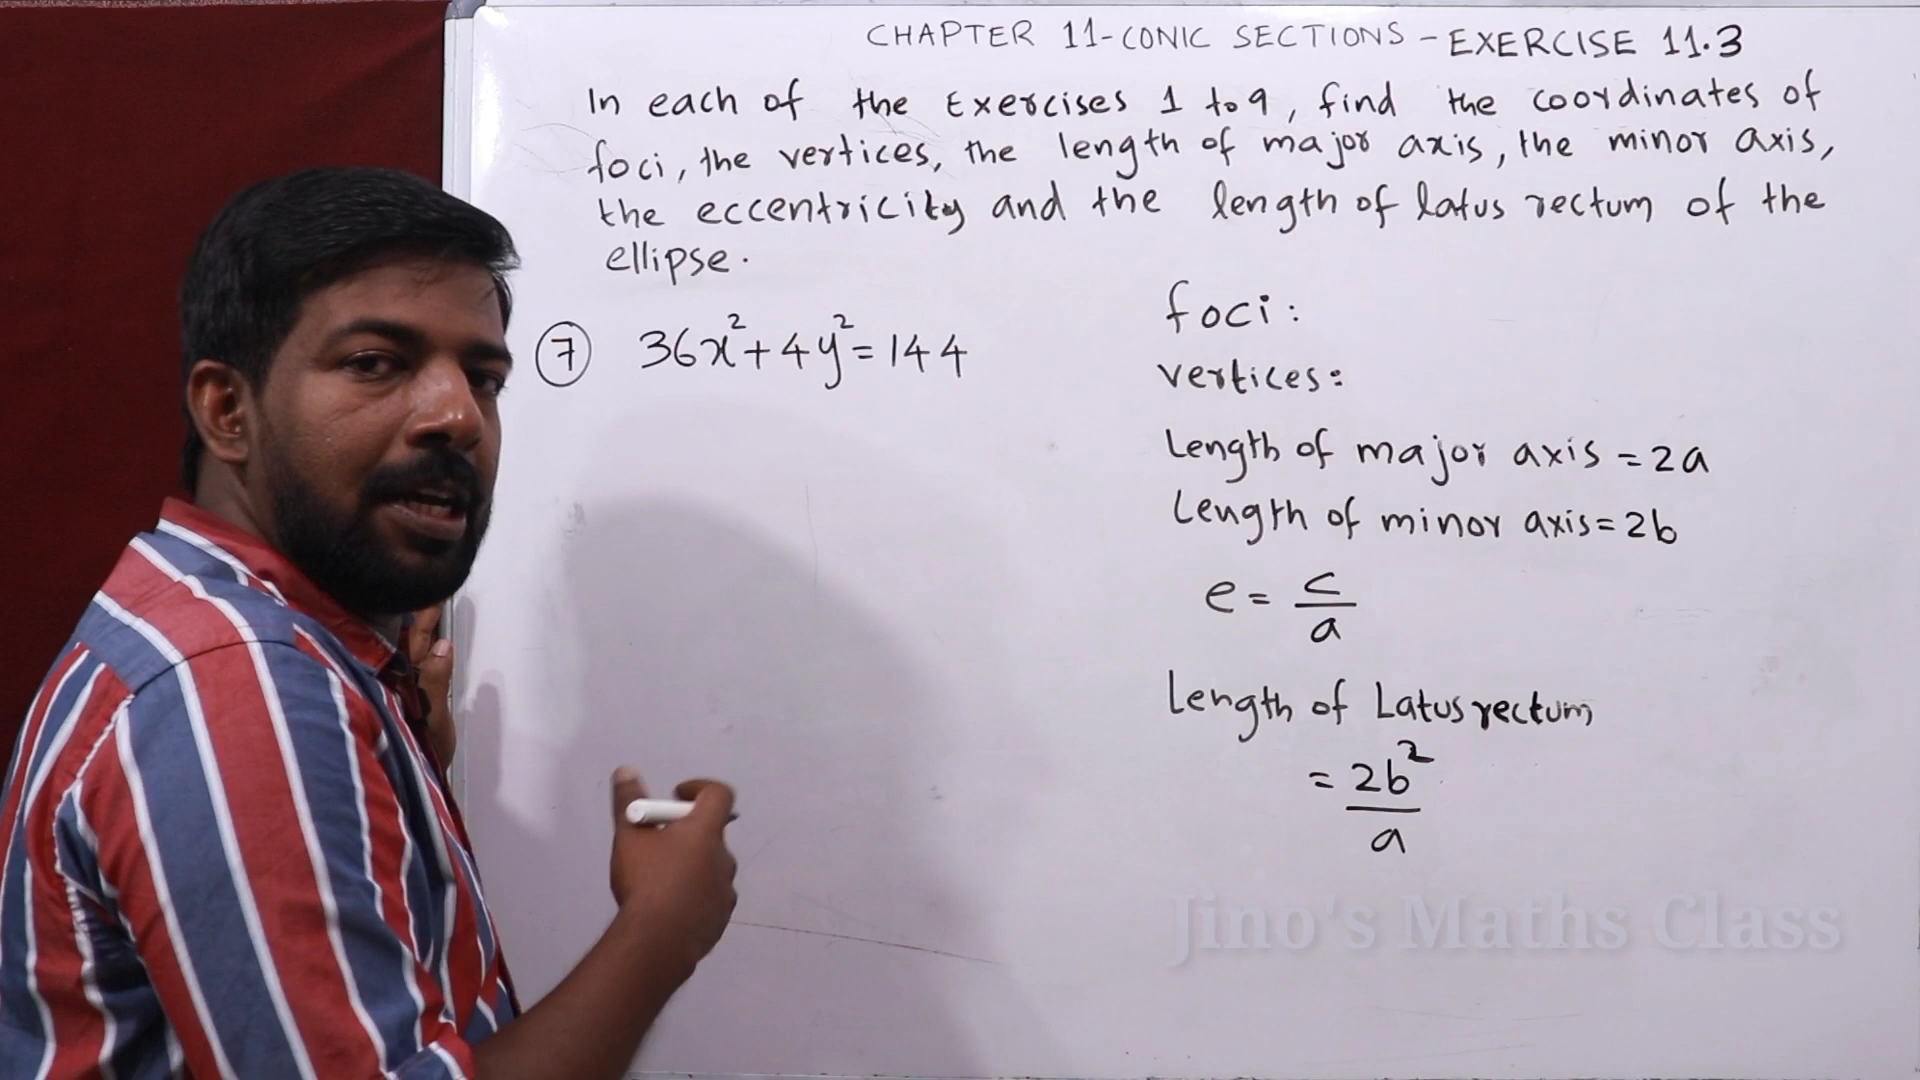 CHAPTER 11-CONIC SECTIONS - EXERCISE 11.3
In each of the Exercises 1 to 9, find the coordinates of
foci, the vertices, the length of major axis, the minor axis,
the eccentricity and the length of latus rectum of the
ellipse.
7 36x²+4y²=144
foci:
vertices:
Length of major axis =2a
Length of minor axis=2b
e = c/a
Length of Latus rectum
= 2b²/a
Jino's Maths Class